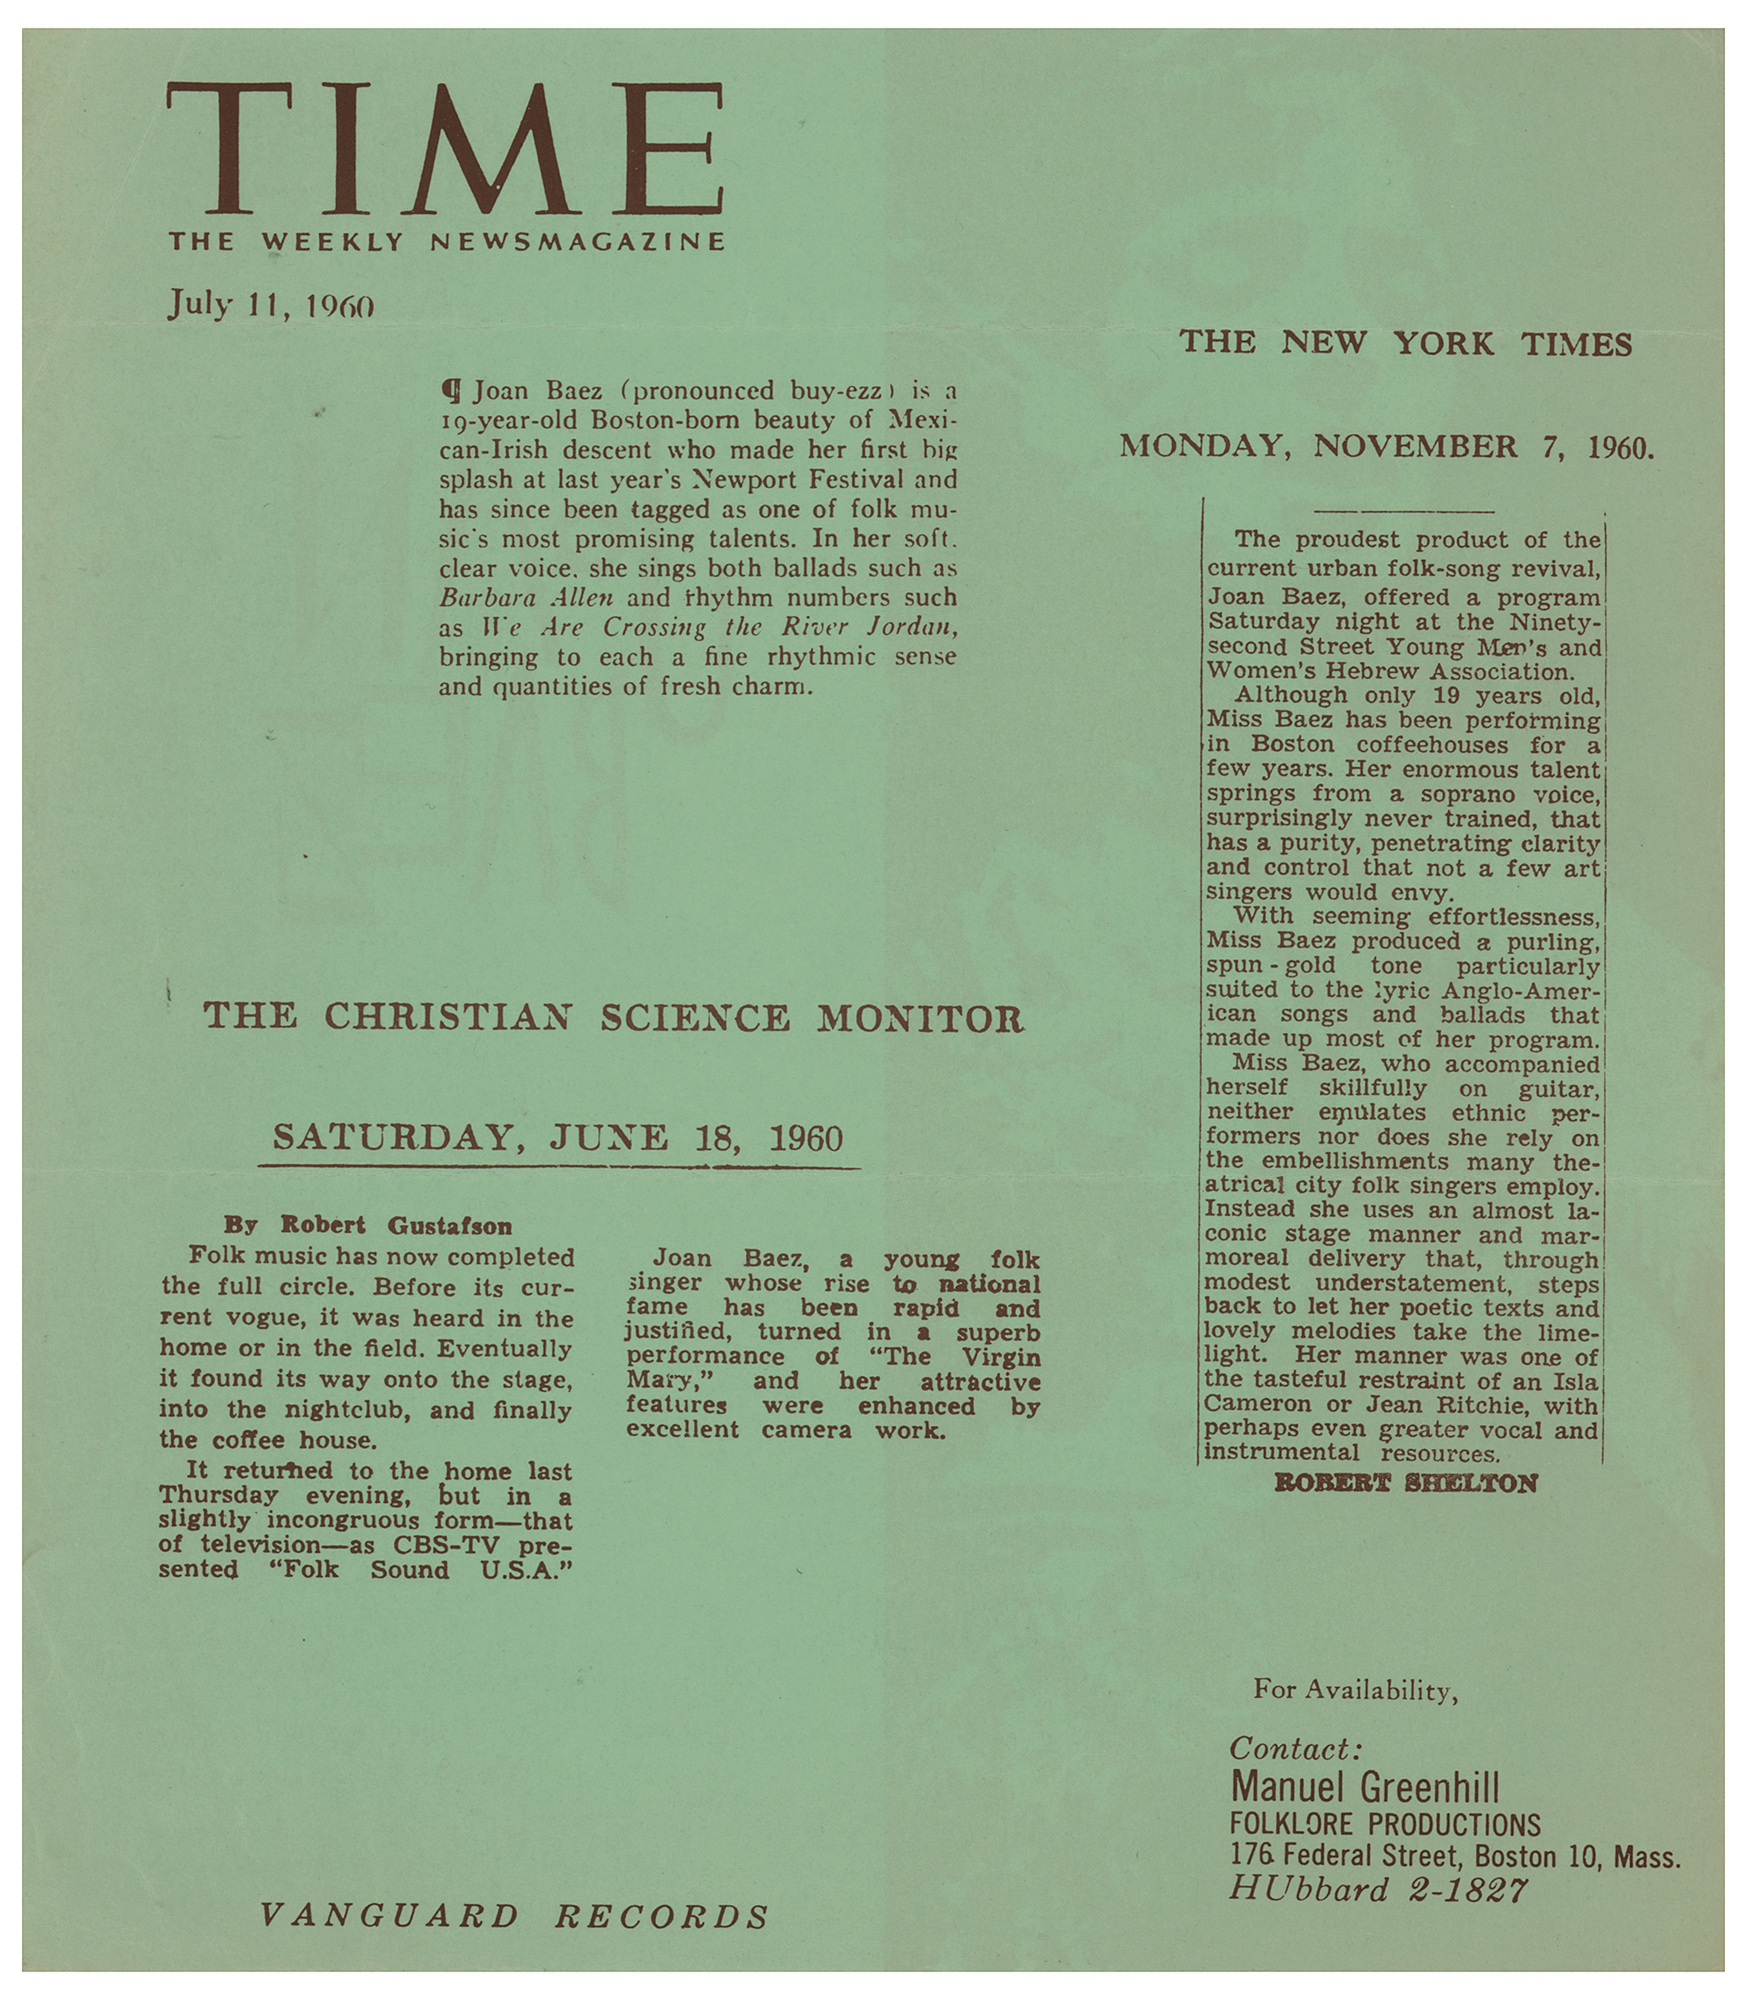 TIME
THE WEEKLY NEWSMAGAZINE
July 11, 1960
¶ Joan Baez (pronounced buy-ezz) is a
19-year-old Boston-born beauty of Mexi-
can-Irish descent who made her first big
splash at last year's Newport Festival and
has since been tagged as one of folk mu-
sic's most promising talents. In her soft,
clear voice, she sings both ballads such as
Barbara Allen and rhythm numbers such
as We Are Crossing the River Jordan,
bringing to each a fine rhythmic sense
and quantities of fresh charm.
THE CHRISTIAN SCIENCE MONITOR
SATURDAY, JUNE 18, 1960
By Robert Gustafson
Folk music has now completed
the full circle. Before its cur-
rent vogue, it was heard in the
home or in the field. Eventually
it found its way onto the stage,
into the nightclub, and finally
the coffee house.
It returned to the home last
Thursday evening, but in a
slightly incongruous form—that
of television—as CBS-TV pre-
sented “Folk Sound U.S.A.”
Joan Baez, a young folk
singer whose rise to national
fame has been rapid and
justified, turned in a superb
performance of “The Virgin
Mary,” and her attractive
features were enhanced by
excellent camera work.
THE NEW YORK TIMES
MONDAY, NOVEMBER 7, 1960.
The proudest product of the
current urban folk-song revival,
Joan Baez, offered a program
Saturday night at the Ninety-
second Street Young Men's and
Women's Hebrew Association.
Although only 19 years old,
Miss Baez has been performing
in Boston coffeehouses for a
few years. Her enormous talent
springs from a soprano voice,
surprisingly never trained, that
has a purity, penetrating clarity
and control that not a few art
singers would envy.
With seeming effortlessness,
Miss Baez produced a purling,
spun-gold tone particularly
suited to the lyric Anglo-Amer-
ican songs and ballads that
made up most of her program.
Miss Baez, who accompanied
herself skillfully on guitar,
neither emulates ethnic per-
formers nor does she rely on
the embellishments many the-
atrical city folk singers employ.
Instead she uses an almost la-
conic stage manner and mar-
moreal delivery that, through
modest understatement, steps
back to let her poetic texts and
lovely melodies take the lime-
light. Her manner was one of
the tasteful restraint of an Isla
Cameron or Jean Ritchie, with
perhaps even greater vocal and
instrumental resources.
ROBERT SHELTON
For Availability,
Contact:
Manuel Greenhill
FOLKLORE PRODUCTIONS
176 Federal Street, Boston 10, Mass.
HUbbard 2-1827
VANGUARD RECORDS